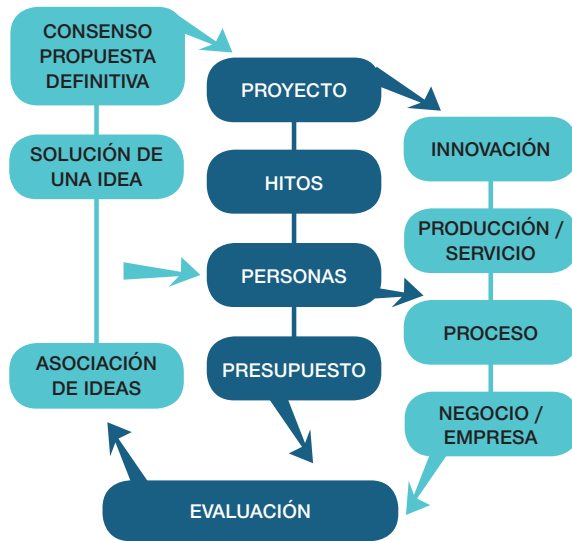 CONSENSO
PROPUESTA
DEFINITIVA
SOLUCIÓN DE
UNA IDEA
ASOCIACIÓN
DE IDEAS
PROYECTO
HITOS
PERSONAS
PRESUPUESTO
INNOVACIÓN
PRODUCCIÓN /
SERVICIO
PROCESO
NEGOCIO /
EMPRESA
EVALUACIÓN